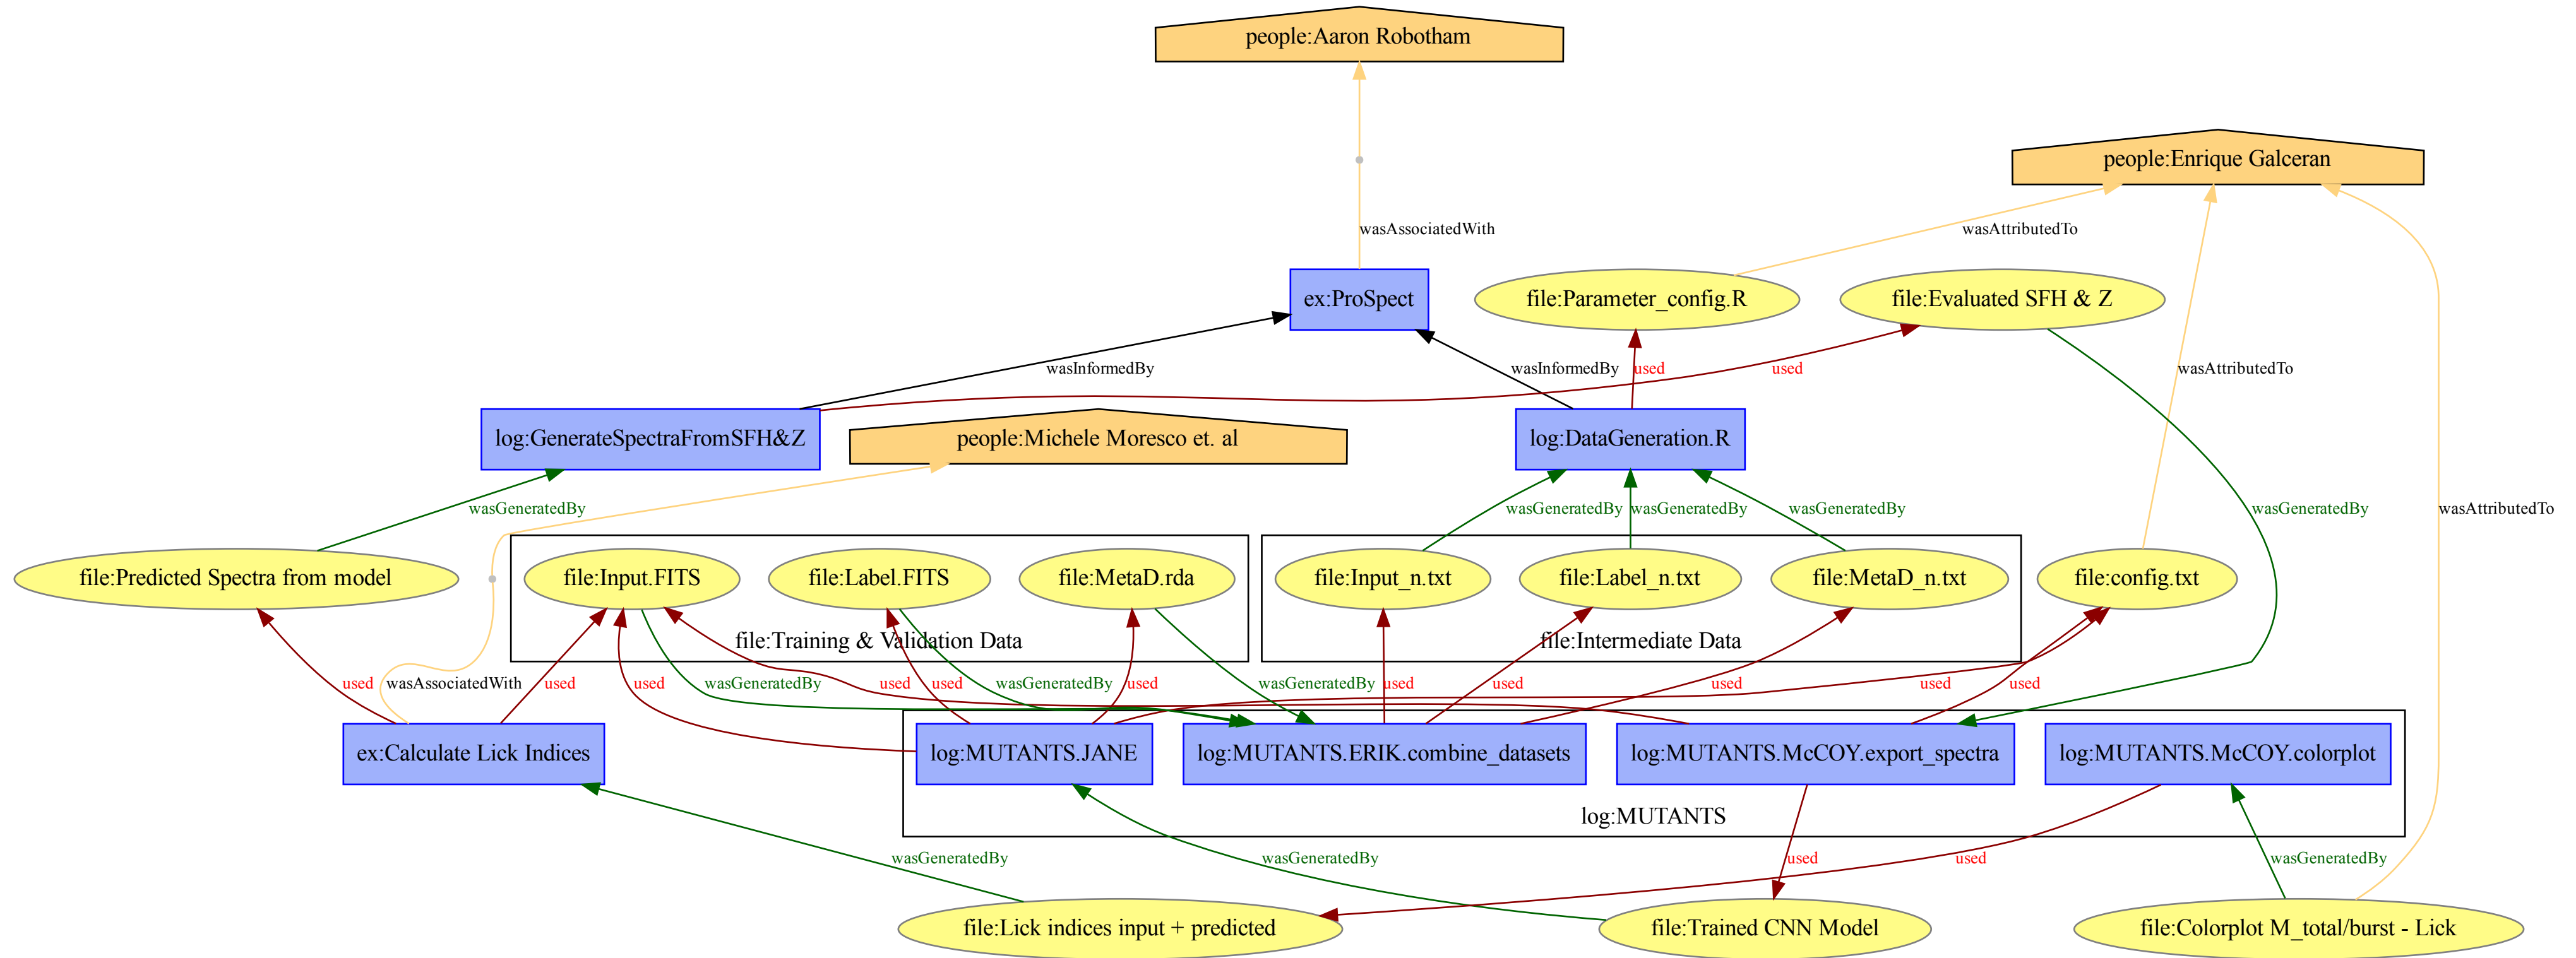 people:Aaron Robotham
people:Enrique Galceran
wasAssociatedWith
wasAttributedTo
ex:ProSpect
file:Parameter_config.R
file:Evaluated SFH & Z
wasInformedBy
wasInformedBy
used
used
wasAttributedTo
log:GenerateSpectraFromSFH&Z
people:Michele Moresco et. al
log:DataGeneration.R
wasGeneratedBy
wasGeneratedBy
wasGeneratedBy
wasGeneratedBy
wasGeneratedBy
wasAttributedTo
file:Predicted Spectra from model
file:Input.FITS
file:Label.FITS
file:MetaD.rda
file:Input_n.txt
file:Label_n.txt
file:MetaD_n.txt
file:config.txt
file:Training & Validation Data
file:Intermediate Data
used
wasAssociatedWith
used
used
wasGeneratedBy
used
used
wasGeneratedBy
used
wasGeneratedBy
used
used
used
used
used
ex:Calculate Lick Indices
log:MUTANTS.JANE
log:MUTANTS.ERIK.combine_datasets
log:MUTANTS.McCOY.export_spectra
log:MUTANTS.McCOY.colorplot
log:MUTANTS
wasGeneratedBy
wasGeneratedBy
used
used
wasGeneratedBy
file:Lick indices input + predicted
file:Trained CNN Model
file:Colorplot M_total/burst - Lick